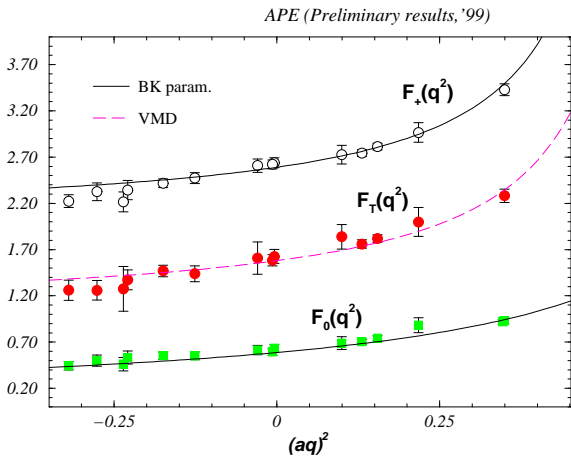 APE (Preliminary results,'99)
3.70
3.20
2.70
2.20
1.70
1.20
0.70
0.20
BK param.
VMD
F+(q²)
FT(q²)
F0(q²)
−0.25
0
0.25
(aq)²